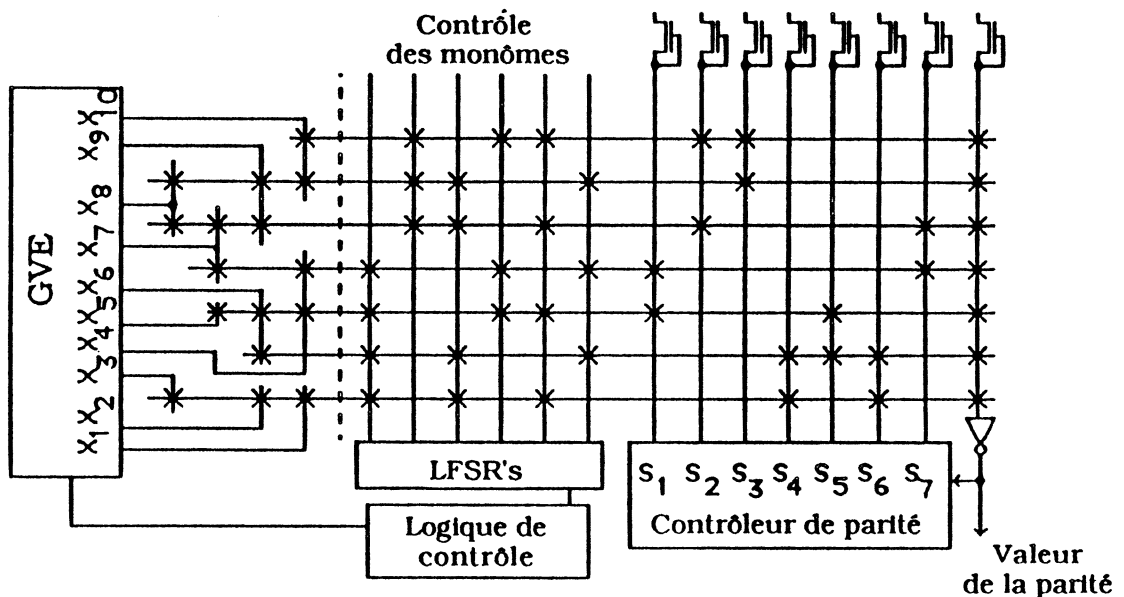 Contrôle
des monômes
GVE
X10
X9
X8
X7
X6
X5
X4
X3
X2
X1
LFSR's
Logique de
contrôle
S1 S2 S3 S4 S5 S6 S7
Contrôleur de parité
Valeur
de la parité